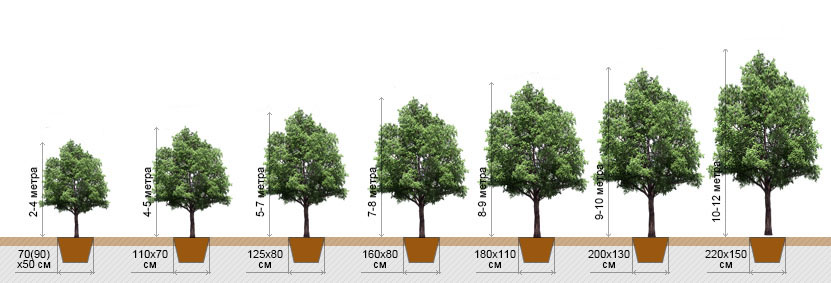 2-4 метра
4-5 метра
5-7 метра
7-8 метра
8-9 метра
9-10 метра
10-12 метра
70(90)
x50 см
110x70
см
125x80
см
160x80
см
180x110
см
200x130
см
220x150
см